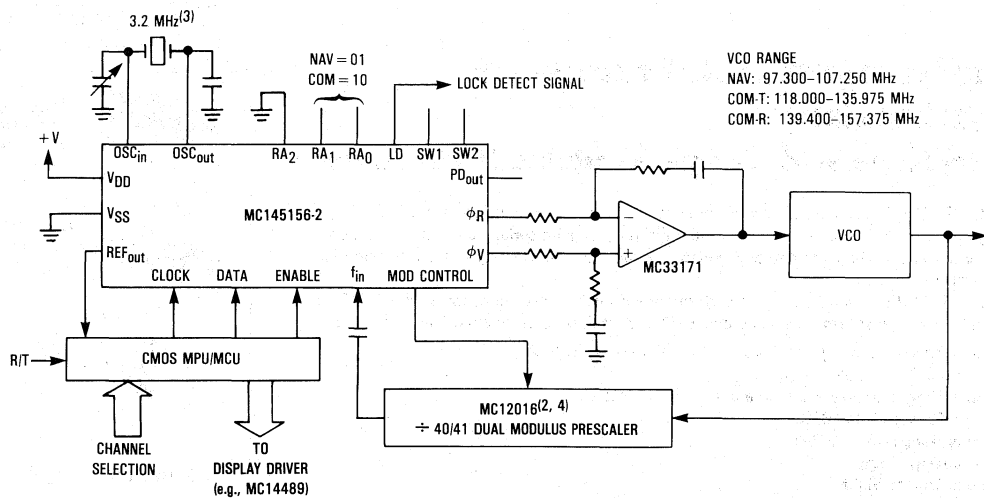 3.2 MHz(3)
NAV = 01
COM = 10
LOCK DETECT SIGNAL
VCO RANGE
NAV: 97.300–107.250 MHz
COM-T: 118.000–135.975 MHz
COM-R: 139.400–157.375 MHz
+ V
OSCin
OSCout
RA2
RA1
RA0
LD
SW1
SW2
VDD
PDout
MC145156-2
VSS
ϕR
ϕV
−
+
MC33171
VCO
REFout
CLOCK
DATA
ENABLE
fin
MOD CONTROL
R/T
CMOS MPU/MCU
MC12016(2, 4)
÷ 40/41 DUAL MODULUS PRESCALER
CHANNEL
SELECTION
TO
DISPLAY DRIVER
(e.g., MC14489)